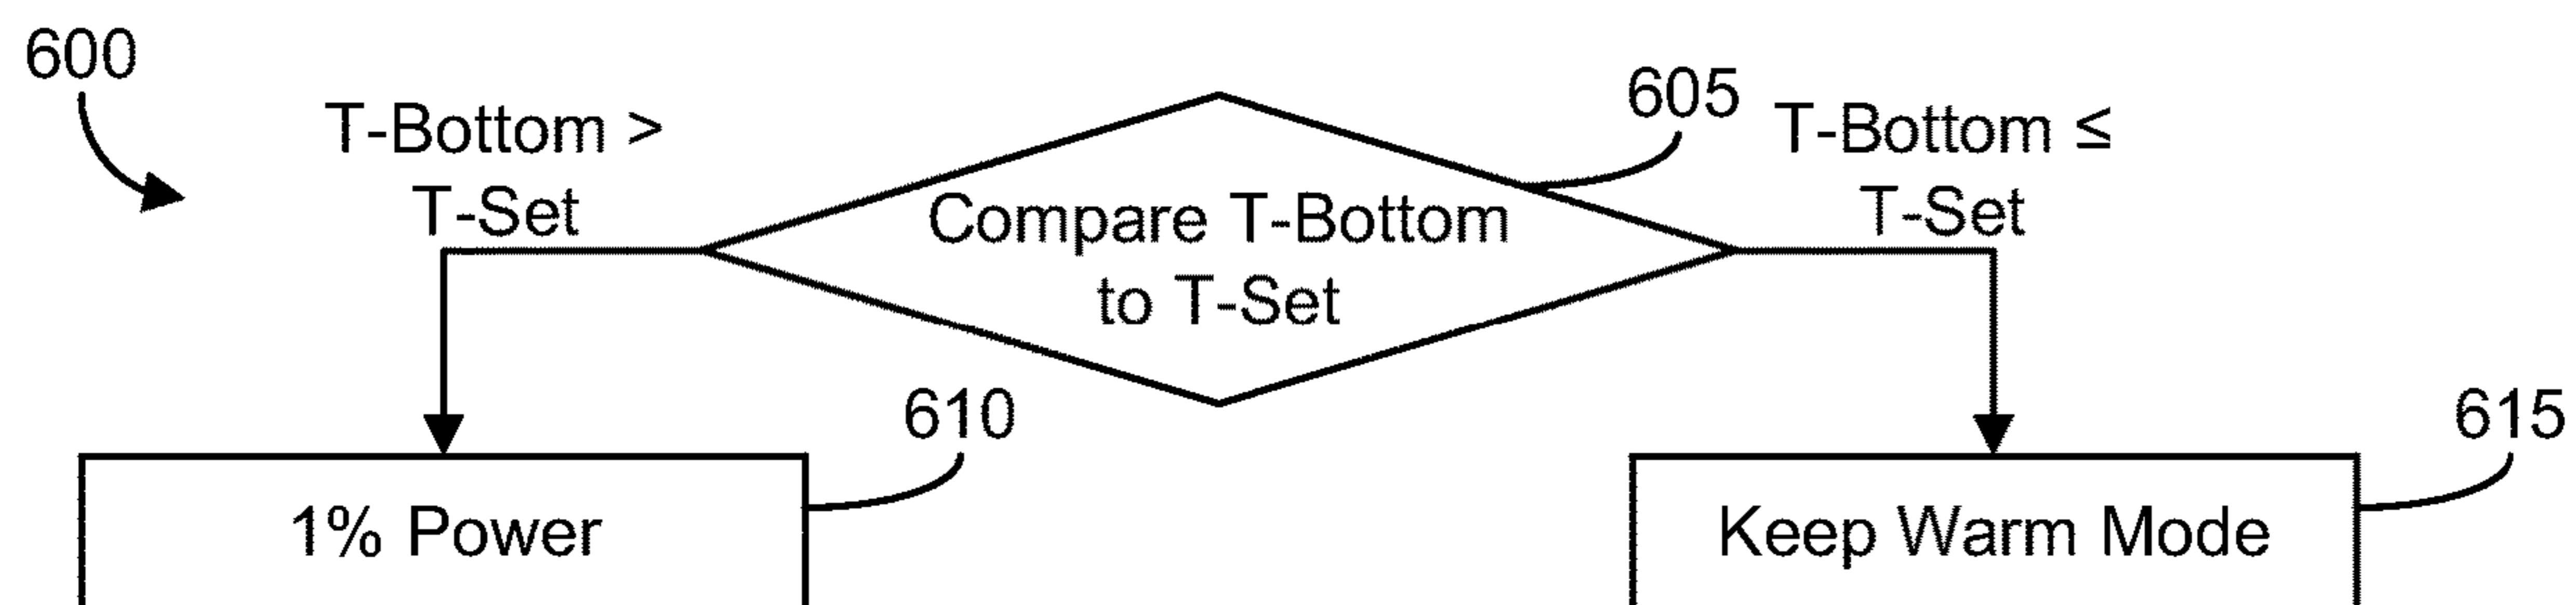 600
605
T-Bottom >
T-Set
T-Bottom ≤
T-Set
Compare T-Bottom
to T-Set
610
615
1% Power
Keep Warm Mode